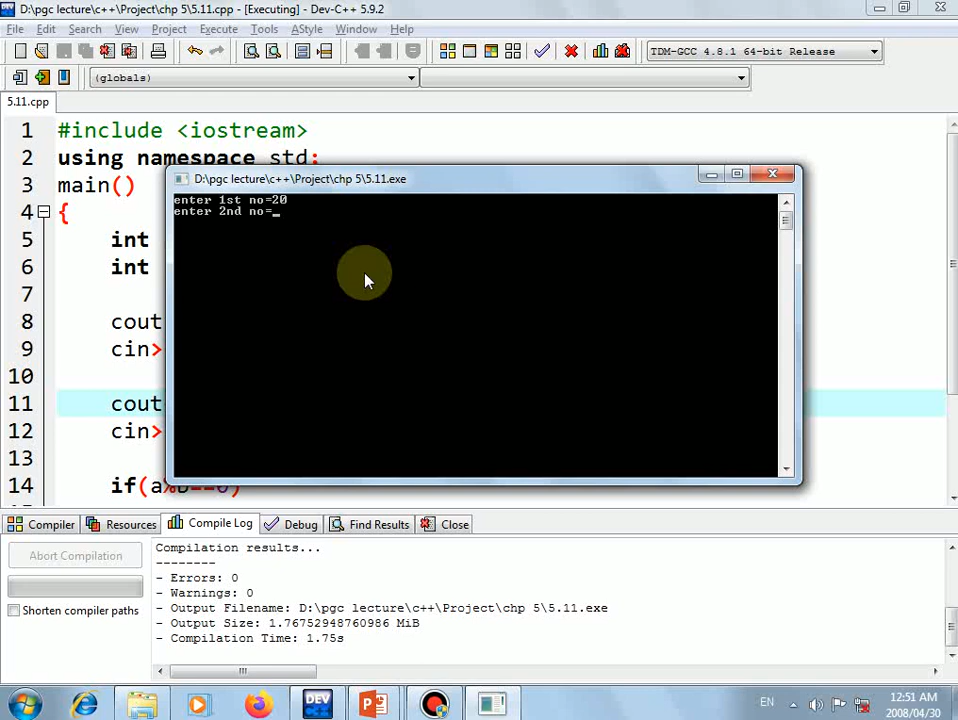 D:\pgc lecture\c++\Project\chp 5\5.11.cpp - [Executing] - Dev-C++ 5.9.2
File Edit Search View Project Execute Tools AStyle Window Help
TDM-GCC 4.8.1 64-bit Release
(globals)
5.11.cpp
1 #include <iostream>
2 using namespace std:
3 main()
D:\pgc lecture\c++\Project\chp 5\5.11.exe
enter 1st no=20
enter 2nd no=_
4 {
5 int
6 int
7
8 cout
9 cin>
10
11 cout
12 cin>
13
14 if(a%b==0)
Compiler Resources Compile Log Debug Find Results Close
Abort Compilation
Shorten compiler paths
Compilation results...
--------
- Errors: 0
- Warnings: 0
- Output Filename: D:\pgc lecture\c++\Project\chp 5\5.11.exe
- Output Size: 1.76752948760986 MiB
- Compilation Time: 1.75s
DEV C++
EN
12:51 AM
2008/04/30